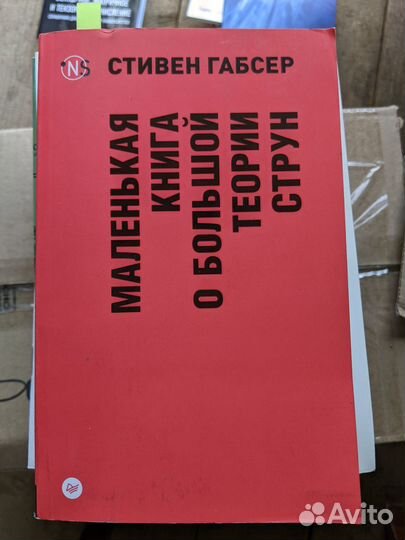 NS
СТИВЕН ГАБСЕР
МАЛЕНЬКАЯ
КНИГА
О БОЛЬШОЙ
ТЕОРИИ
СТРУН
Avito